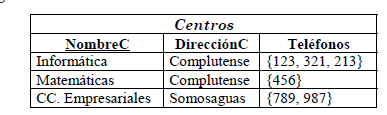 Centros
NombreC DirecciónC Teléfonos
Informática Complutense {123, 321, 213}
Matemáticas Complutense {456}
CC. Empresariales Somosaguas {789, 987}